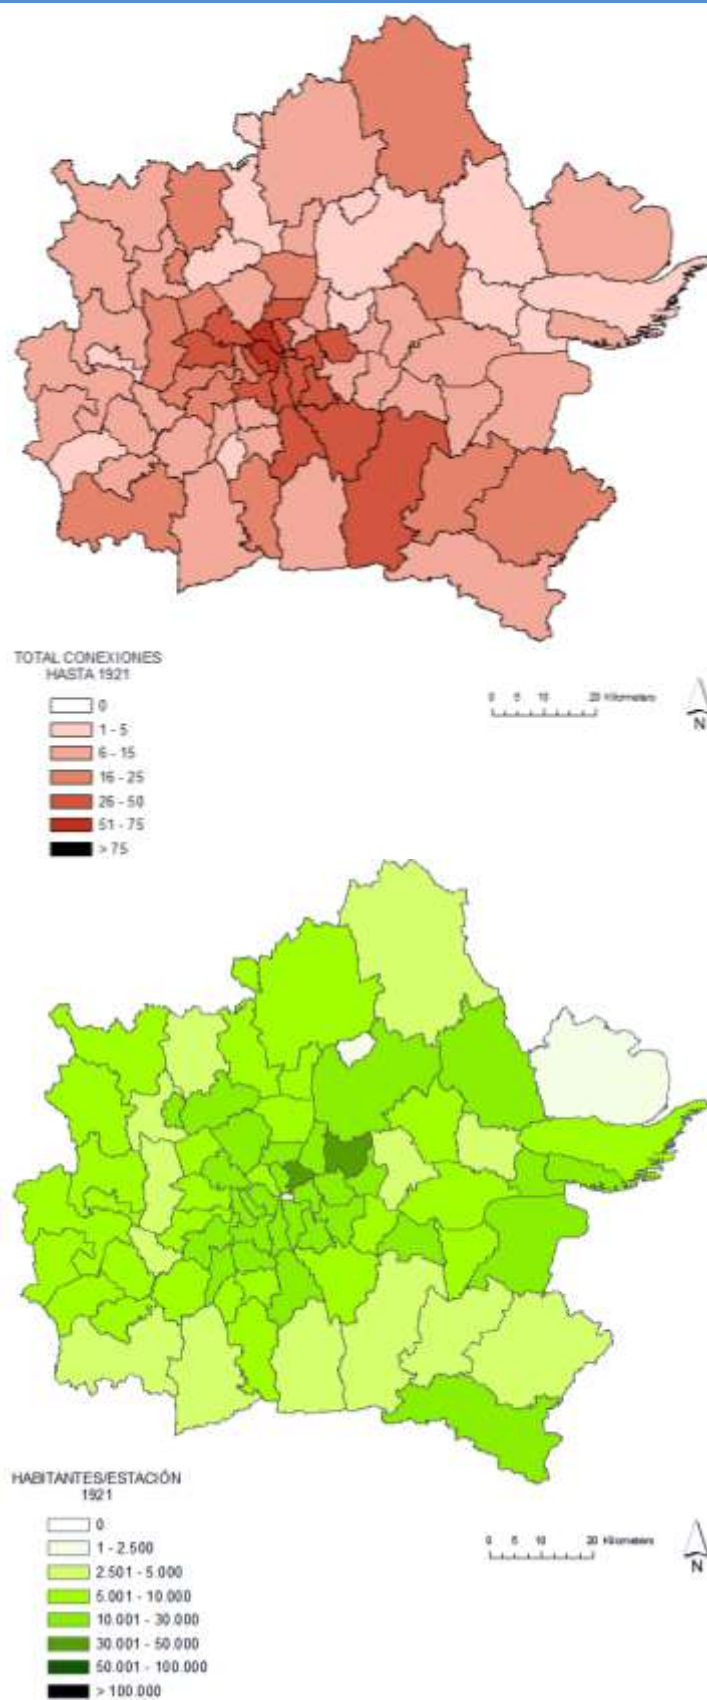 TOTAL CONEXIONES
HASTA 1921
0
1 - 5
6 - 15
16 - 25
26 - 50
51 - 75
> 75
0 5 10 20 Kilometers
N
HABITANTES/ESTACIÓN
1921
0
1 - 2.500
2.501 - 5.000
5.001 - 10.000
10.001 - 30.000
30.001 - 50.000
50.001 - 100.000
> 100.000
0 5 10 20 Kilometers
N